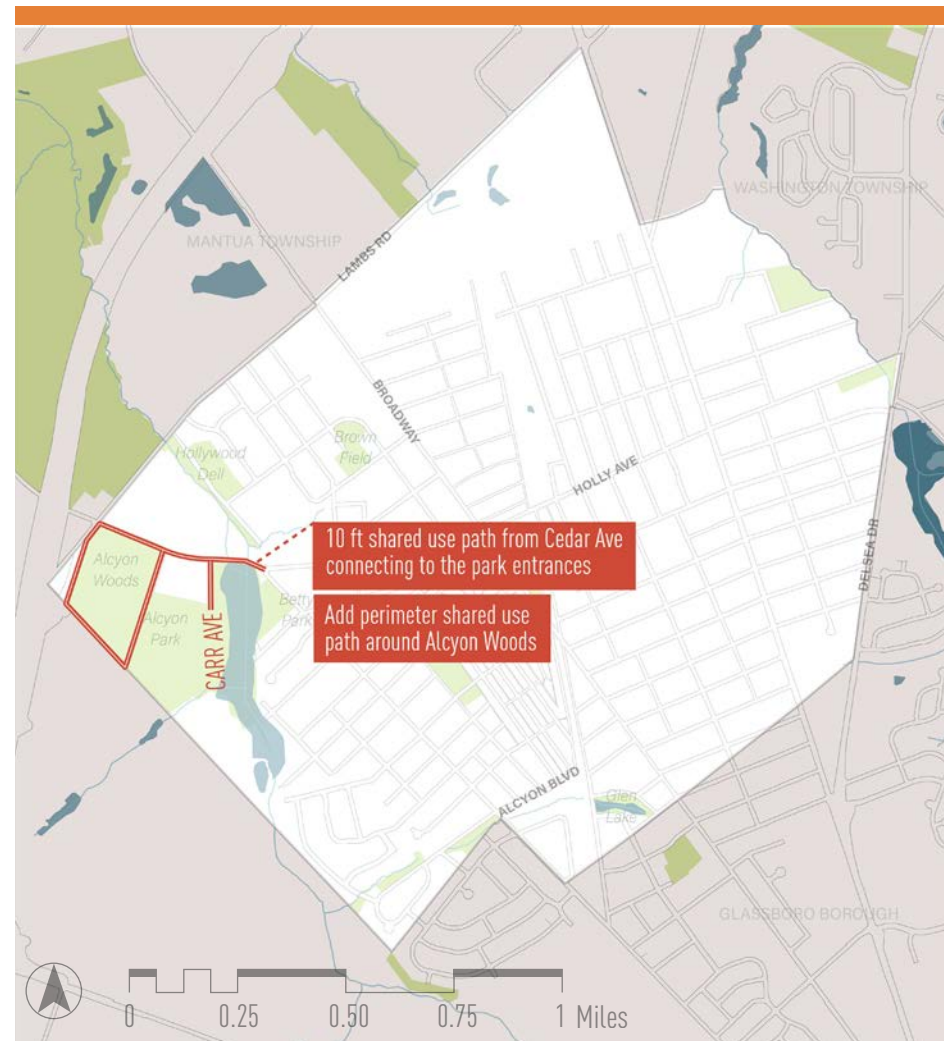 WASHINGTON TOWNSHIP
MANTUA TOWNSHIP
LAMBS RD
BROADWAY
Brown
Field
Hollywood
Dell
HOLLY AVE
10 ft shared use path from Cedar Ave
connecting to the park entrances
Alcyon
Woods
DELSEA DR
Betty
Park
Add perimeter shared use
path around Alcyon Woods
Alcyon
Park
CARR AVE
ALCYON BLVD
Glen
Lake
GLASSBORO BOROUGH
0 0.25 0.50 0.75 1 Miles